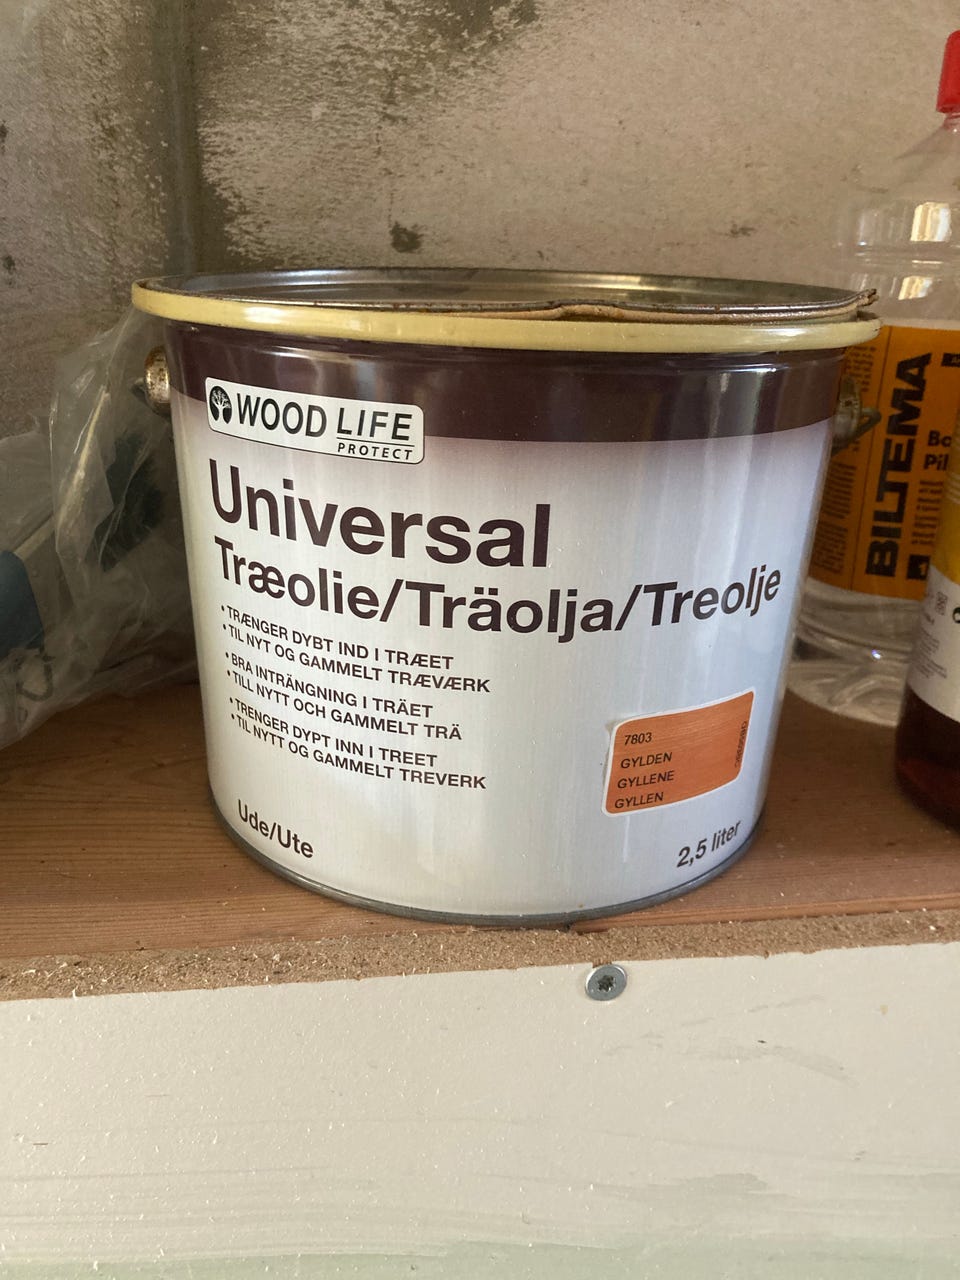 WOOD LIFE
PROTECT
Universal
Træolie/Träolja/Treolje
• TRÆNGER DYBT IND I TRÆET
• TIL NYT OG GAMMELT TRÆVÆRK
• BRA INTRÄNGNING I TRÄET
• TILL NYTT OCH GAMMELT TRÄ
• TRENGER DYPT INN I TREET
• TIL NYTT OG GAMMELT TREVERK
7803
GYLDEN
GYLLENE
GYLLEN
Ude/Ute
2,5 liter
BILTEMA